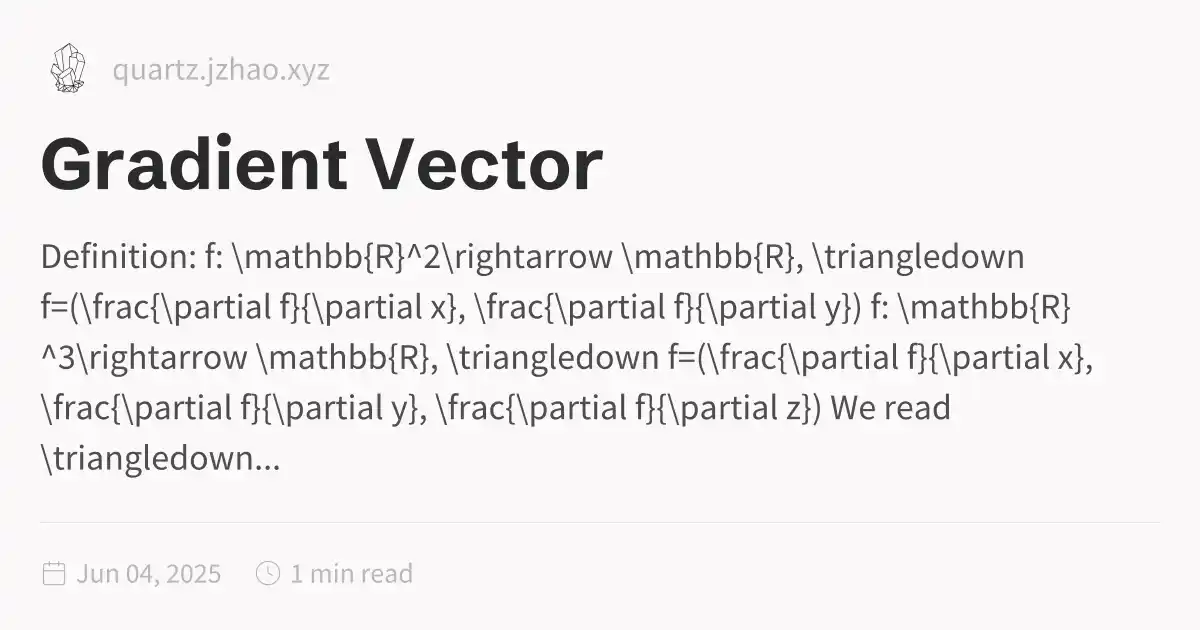 quartz.jzhao.xyz
Gradient Vector
Definition: f: \mathbb{R}^2\rightarrow \mathbb{R}, \triangledown
f=(\frac{\partial f}{\partial x}, \frac{\partial f}{\partial y}) f: \mathbb{R}
^3\rightarrow \mathbb{R}, \triangledown f=(\frac{\partial f}{\partial x},
\frac{\partial f}{\partial y}, \frac{\partial f}{\partial z}) We read
\triangledown...
Jun 04, 2025 1 min read